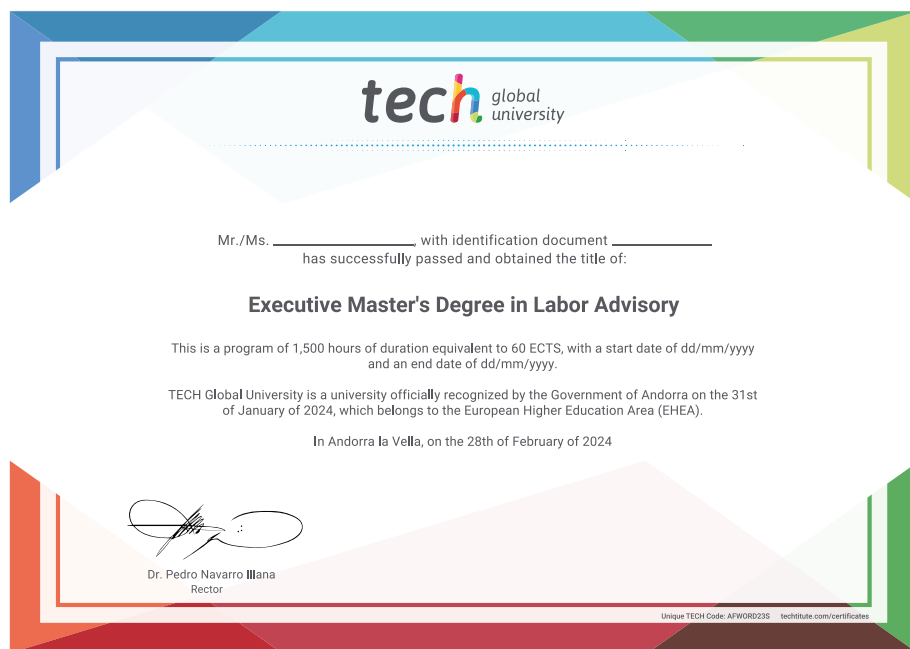 tech global university
Mr./Ms. , with identification document
has successfully passed and obtained the title of:
Executive Master's Degree in Labor Advisory
This is a program of 1,500 hours of duration equivalent to 60 ECTS, with a start date of dd/mm/yyyy
and an end date of dd/mm/yyyy.
TECH Global University is a university officially recognized by the Government of Andorra on the 31st
of January of 2024, which belongs to the European Higher Education Area (EHEA).
In Andorra la Vella, on the 28th of February of 2024
Dr. Pedro Navarro Illana
Rector
Unique TECH Code: AFWORD23S techtitute.com/certificates